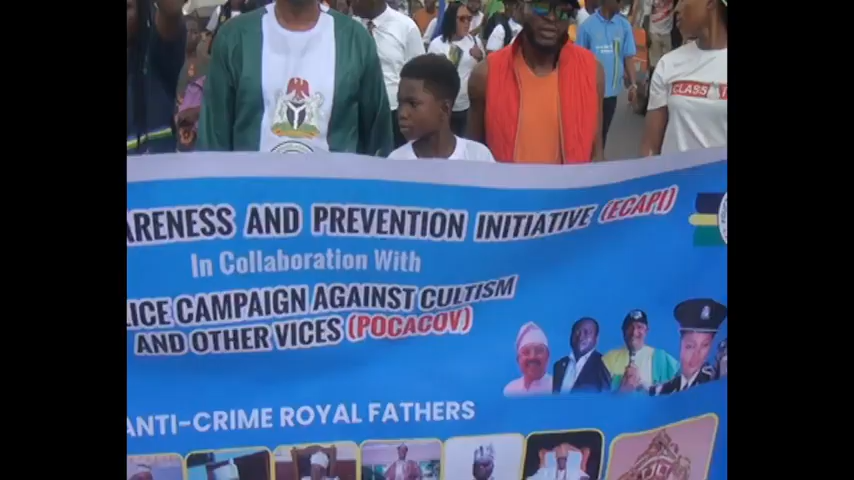 CLASS
ARENESS AND PREVENTION INITIATIVE (ECAPI)
In Collaboration With
LICE CAMPAIGN AGAINST CULTISM
AND OTHER VICES (POCACOV)
ANTI-CRIME ROYAL FATHERS